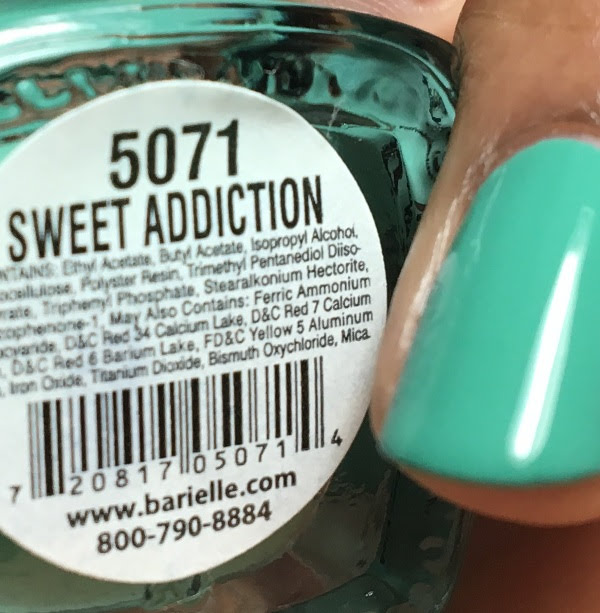 5071
SWEET ADDICTION
NTAINS: Ethyl Acetate, Butyl Acetate, Isopropyl Alcohol,
ocellulose, Polyster Resin, Trimethyl Pentanediol Diiso-
rate, Triphenyl Phosphate, Stearalkonium Hectorite,
zophemone-1, May Also Contains: Ferric Ammonium
ocyanide, D&C Red 34 Calcium Lake, D&C Red 7 Calcium
, D&C Red 6 Barium Lake, FD&C Yellow 5 Aluminum
, Iron Oxide, Titanium Dioxide, Bismuth Oxychloride, Mica.
7 20817 05071 4
www.barielle.com
800-790-8884